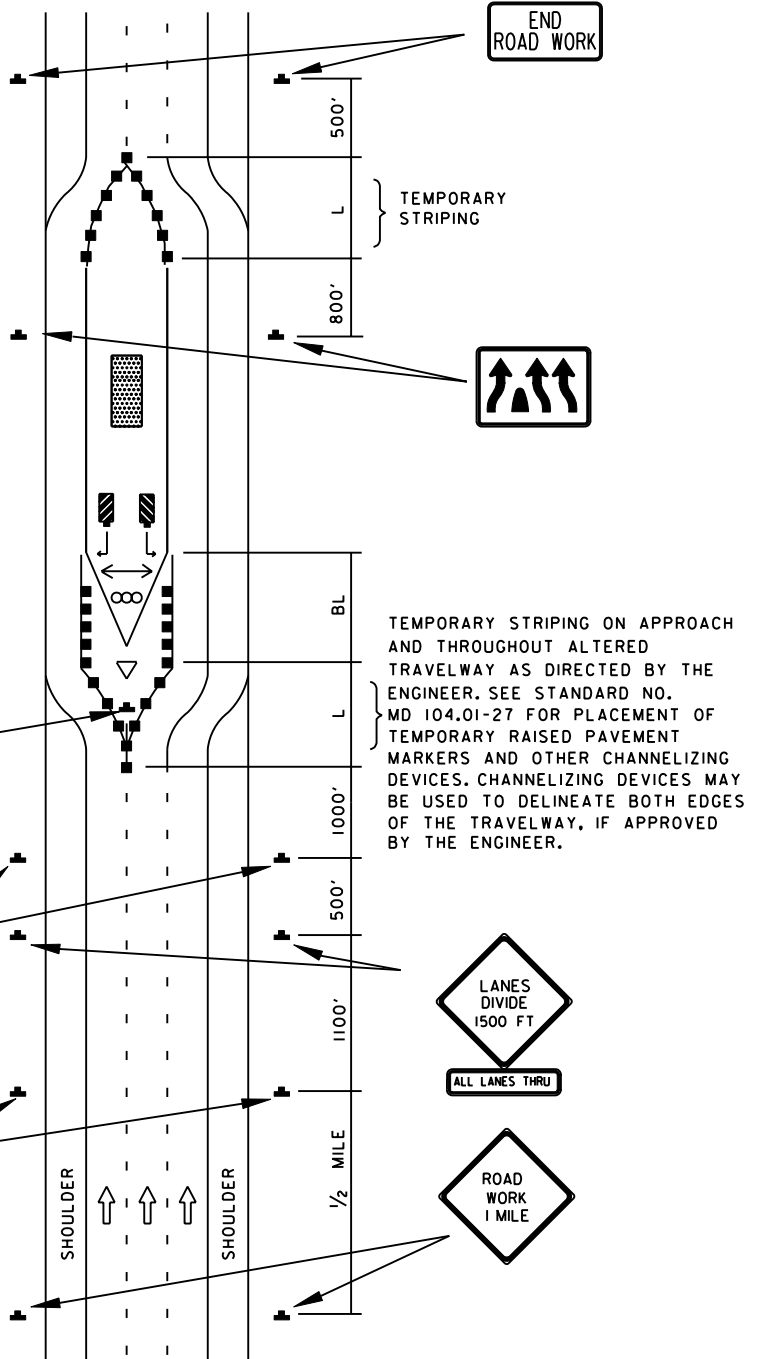 END
ROAD WORK
500'
L
TEMPORARY
STRIPING
800'
BL
TEMPORARY STRIPING ON APPROACH
AND THROUGHOUT ALTERED
TRAVELWAY AS DIRECTED BY THE
ENGINEER. SEE STANDARD NO.
MD 104.01-27 FOR PLACEMENT OF
TEMPORARY RAISED PAVEMENT
MARKERS AND OTHER CHANNELIZING
DEVICES. CHANNELIZING DEVICES MAY
BE USED TO DELINEATE BOTH EDGES
OF THE TRAVELWAY, IF APPROVED
BY THE ENGINEER.
L
1000'
500'
LANES
DIVIDE
1500 FT
ALL LANES THRU
1100'
1/2 MILE
ROAD
WORK
1 MILE
SHOULDER
SHOULDER